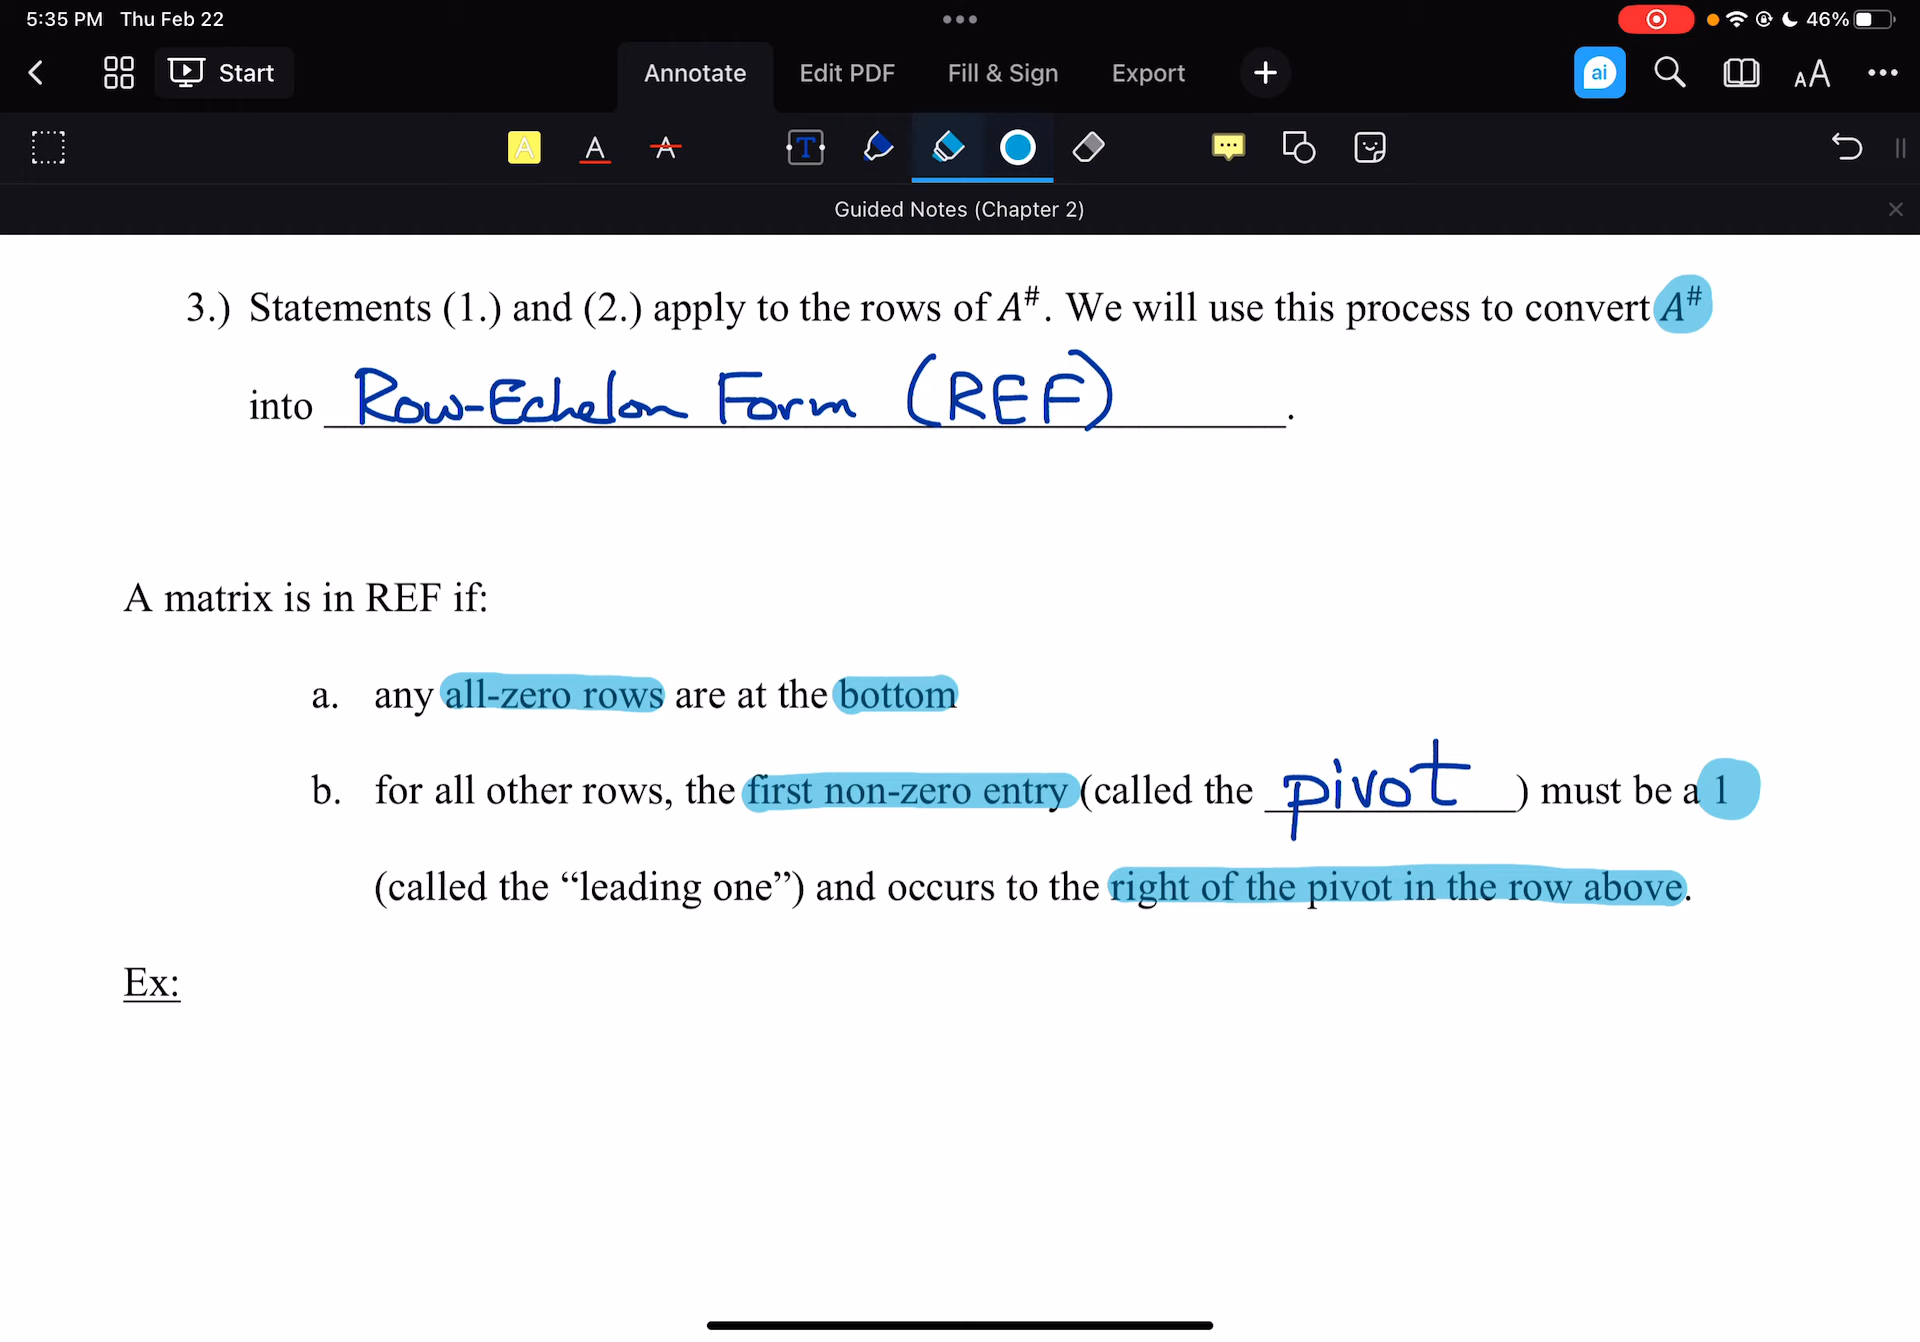 5:35 PM Thu Feb 22
46%
Start
Annotate
Edit PDF
Fill & Sign
Export
ai
AA
A
A
A
T
Guided Notes (Chapter 2)
3.) Statements (1.) and (2.) apply to the rows of A#. We will use this process to convert A#
into Row-Echelon Form (REF).
A matrix is in REF if:
a. any all-zero rows are at the bottom
b. for all other rows, the first non-zero entry (called the pivot) must be a 1
(called the “leading one”) and occurs to the right of the pivot in the row above.
Ex: